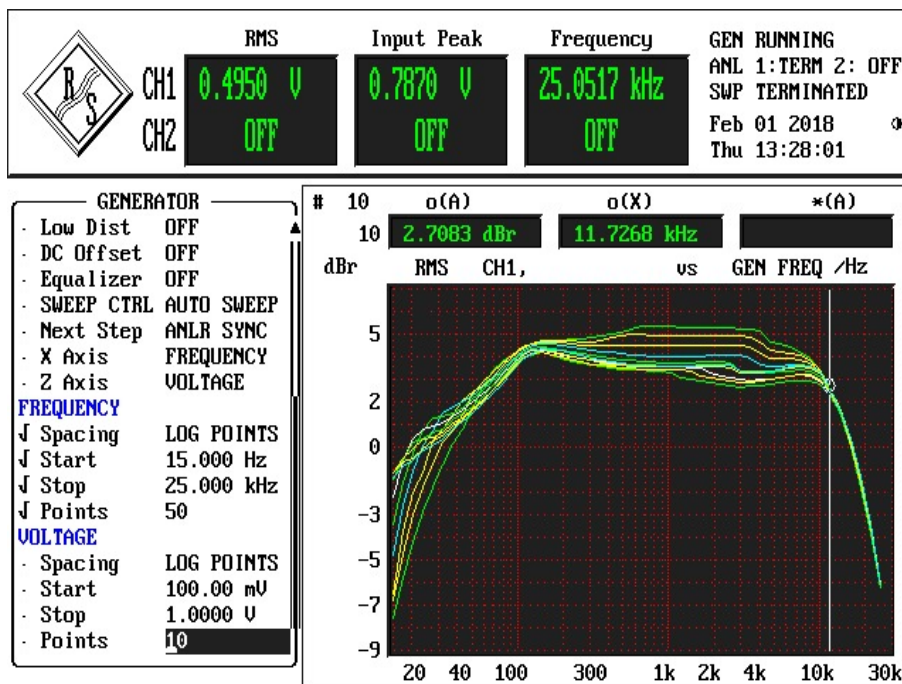 RMS Input Peak Frequency GEN RUNNING
R S CH1 0.4950 V 0.7870 V 25.0517 kHz ANL 1:TERM 2: OFF
SWP TERMINATED
CH2 OFF OFF OFF Feb 01 2018
Thu 13:28:01
GENERATOR
· Low Dist OFF
· DC Offset OFF
· Equalizer OFF
· SWEEP CTRL AUTO SWEEP
· Next Step ANLR SYNC
· X Axis FREQUENCY
· Z Axis VOLTAGE
FREQUENCY
√ Spacing LOG POINTS
√ Start 15.000 Hz
√ Stop 25.000 kHz
√ Points 50
VOLTAGE
· Spacing LOG POINTS
· Start 100.00 mV
· Stop 1.0000 V
· Points 10
# 10 o(A) o(X) *(A)
10 2.7083 dBr 11.7268 kHz
dBr RMS CH1, vs GEN FREQ /Hz
5
2
0
-3
-5
-7
-9
20 40 100 300 1k 2k 4k 10k 30k